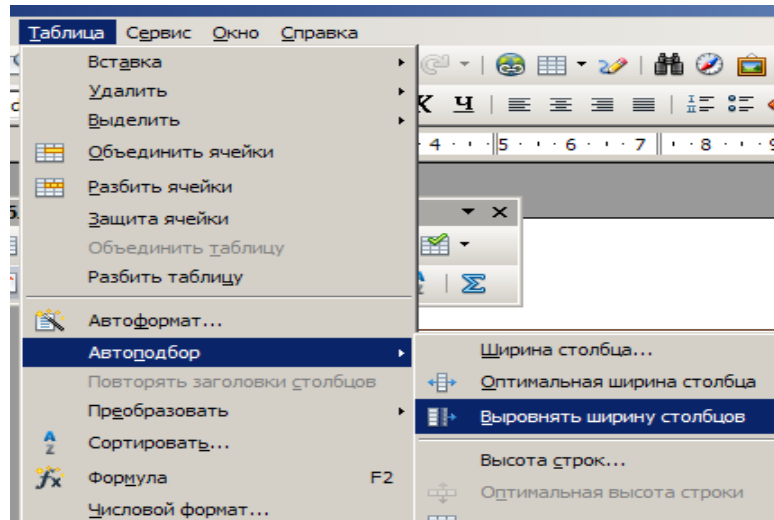 Таблица Сервис Окно Справка
Вставка
Удалить
Выделить
Объединить ячейки
Разбить ячейки
Защита ячейки
Объединить таблицу
Разбить таблицу
Автоформат...
Автоподбор
Повторять заголовки столбцов
Преобразовать
Сортировать...
Формула F2
Числовой формат...
К Ч
4 5 6 7 8 9
Ширина столбца...
Оптимальная ширина столбца
Выровнять ширину столбцов
Высота строк...
Оптимальная высота строки